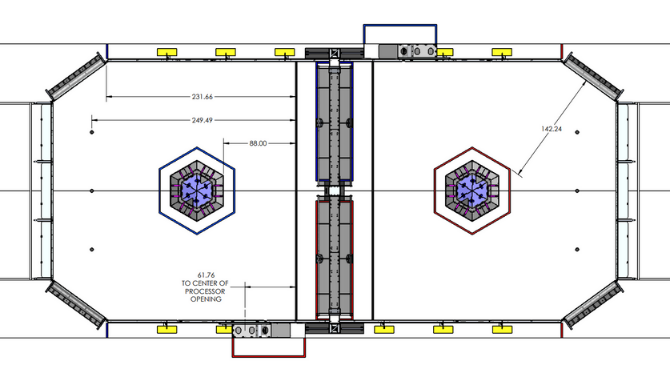 231.66
249.49
88.00
142.24
61.76
TO CENTER OF
PROCESSOR
OPENING